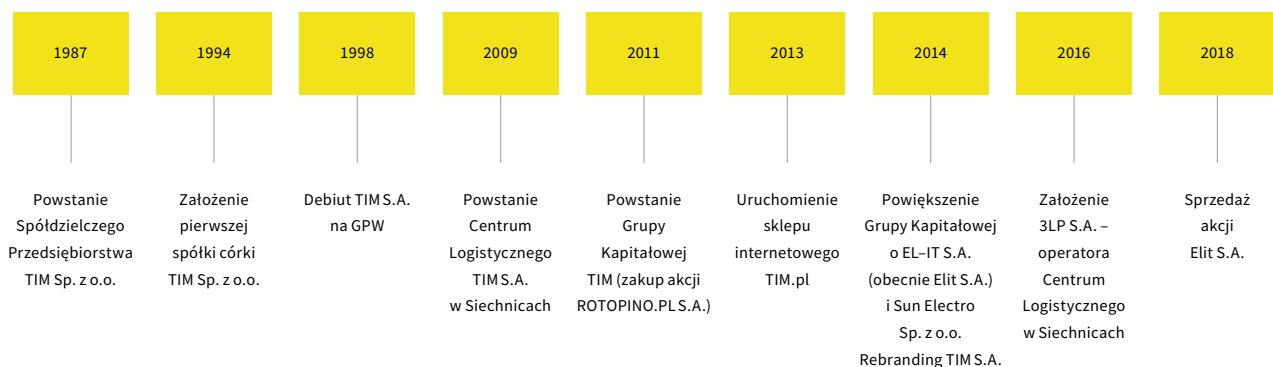 1987
Powstanie
Spółdzielczego
Przedsiębiorstwa
TIM Sp. z o.o.
1994
Założenie
pierwszej
spółki córki
TIM Sp. z o.o.
1998
Debiut TIM S.A.
na GPW
2009
Powstanie
Centrum
Logistycznego
TIM S.A.
w Siechnicach
2011
Powstanie
Grupy
Kapitałowej
TIM (zakup akcji
ROTOPINO.PL S.A.)
2013
Uruchomienie
sklepu
internetowego
TIM.pl
2014
Powiększenie
Grupy Kapitałowej
o EL–IT S.A.
(obecnie Elit S.A.)
i Sun Electro
Sp. z o.o.
Rebranding TIM S.A.
2016
Założenie
3LP S.A. –
operatora
Centrum
Logistycznego
w Siechnicach
2018
Sprzedaż
akcji
Elit S.A.